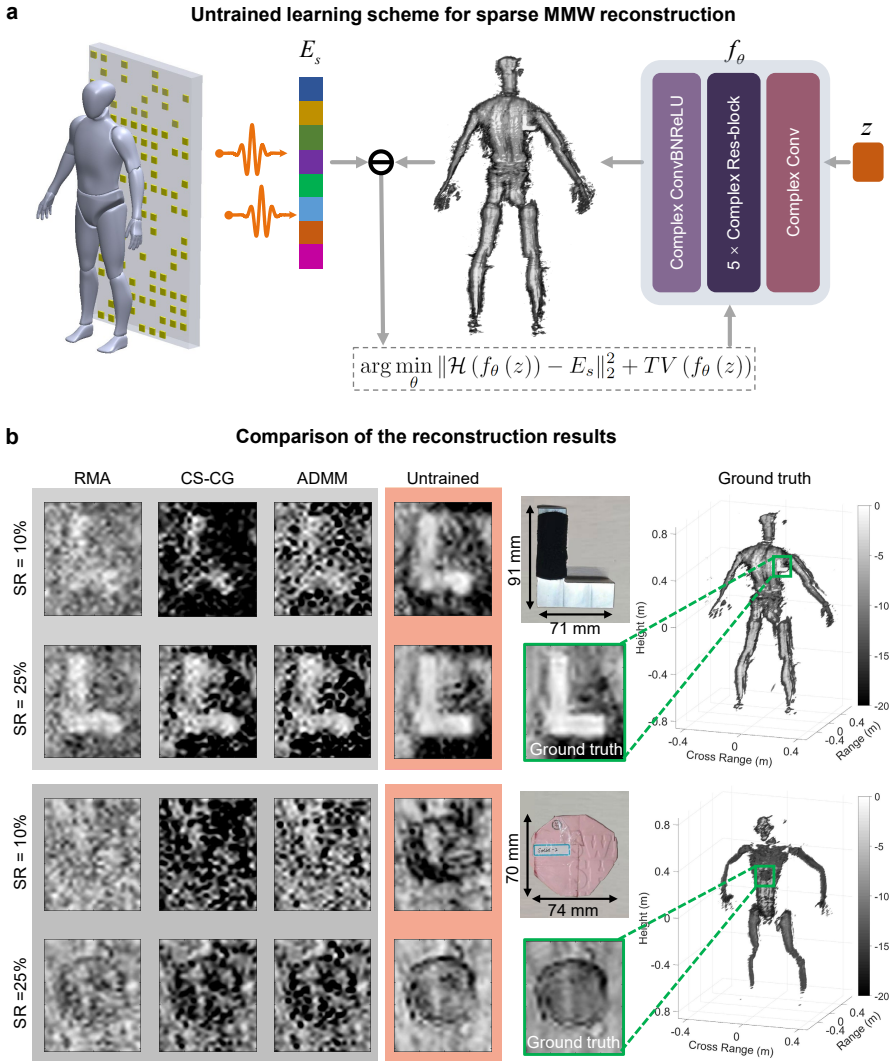 a
Untrained learning scheme for sparse MMW reconstruction
E_s
f_θ
z
Complex ConvBNReLU
5 × Complex Res-block
Complex Conv
arg min_θ ‖H (f_θ (z)) − E_s‖₂² + TV (f_θ (z))
b
Comparison of the reconstruction results
RMA CS-CG ADMM Untrained Ground truth
SR = 10%
91 mm
71 mm
SR = 25%
Ground truth
0.8
0.4
0
-0.4
-0.8
Height (m)
-0.4 0 0.4
Cross Range (m)
0.4
0
-0.4
Range (m)
0
-5
-10
-15
-20
SR = 10%
70 mm
74 mm
SR =25%
Ground truth
0.8
0.4
0
-0.4
-0.8
Height (m)
-0.4 0 0.4
Cross Range (m)
0.4
0
-0.4
Range (m)
0
-5
-10
-15
-20